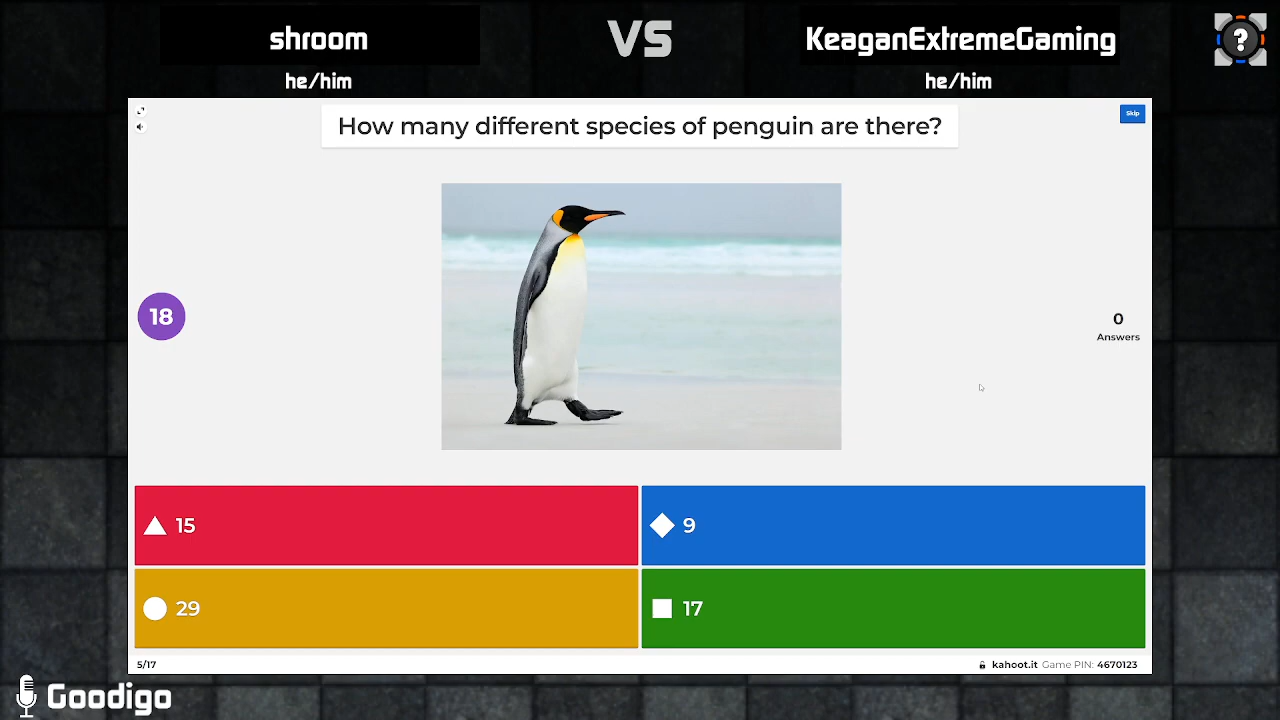 shroom
VS
KeaganExtremeGaming
?
he/him
he/him
How many different species of penguin are there?
Skip
18
0
Answers
15
9
29
17
5/17
kahoot.it Game PIN: 4670123
Goodigo